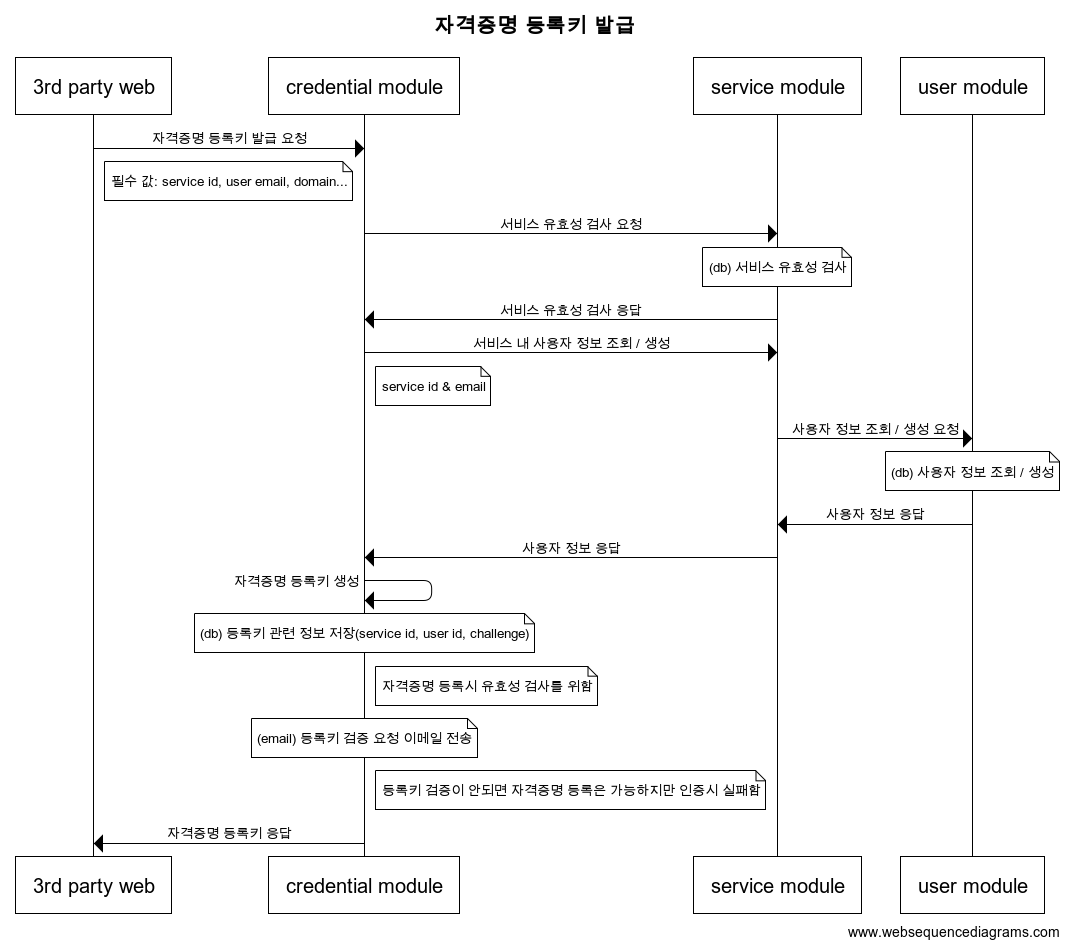 자격증명 등록키 발급
3rd party web
credential module
service module
user module
자격증명 등록키 발급 요청
필수 값: service id, user email, domain...
서비스 유효성 검사 요청
(db) 서비스 유효성 검사
서비스 유효성 검사 응답
서비스 내 사용자 정보 조회 / 생성
service id & email
사용자 정보 조회 / 생성 요청
(db) 사용자 정보 조회 / 생성
사용자 정보 응답
사용자 정보 응답
자격증명 등록키 생성
(db) 등록키 관련 정보 저장(service id, user id, challenge)
자격증명 등록시 유효성 검사를 위함
(email) 등록키 검증 요청 이메일 전송
등록키 검증이 안되면 자격증명 등록은 가능하지만 인증시 실패함
자격증명 등록키 응답
3rd party web
credential module
service module
user module
www.websequencediagrams.com